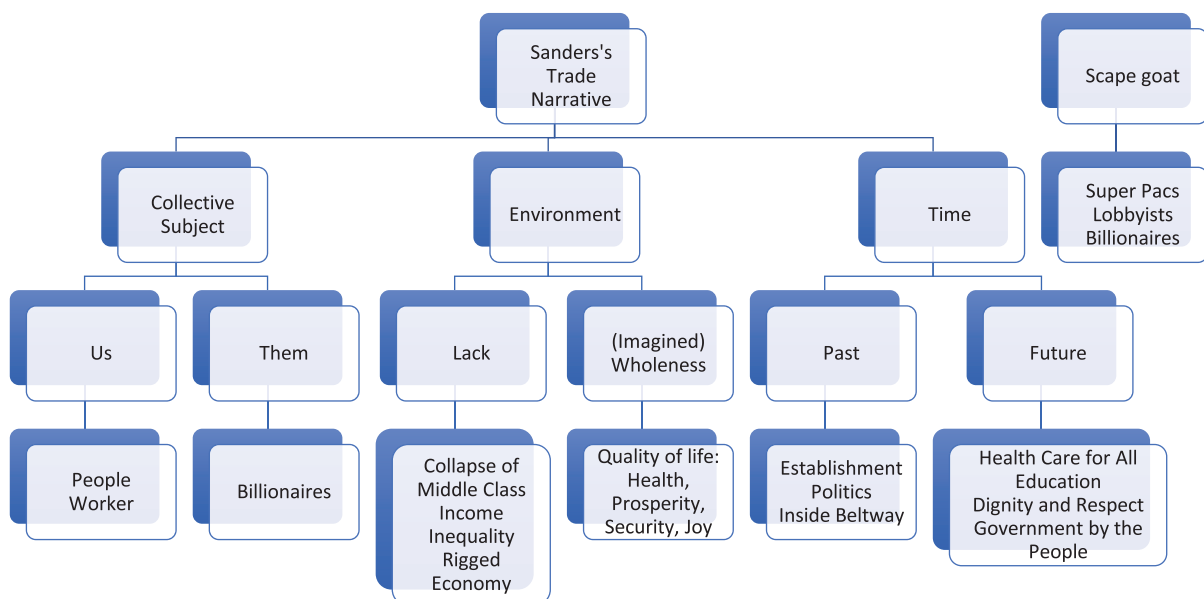 Sanders's
Trade
Narrative
Scape goat
Collective
Subject
Environment
Time
Super Pacs
Lobbyists
Billionaires
Us
Them
Lack
(Imagined)
Wholeness
Past
Future
People
Worker
Billionaires
Collapse of
Middle Class
Income
Inequality
Rigged
Economy
Quality of life:
Health,
Prosperity,
Security, Joy
Establishment
Politics
Inside Beltway
Health Care for All
Education
Dignity and Respect
Government by the
People